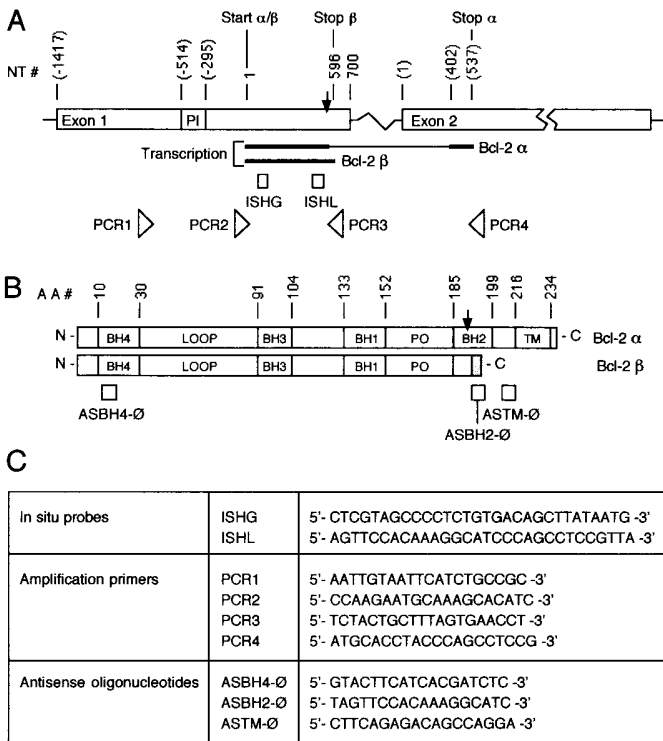 A
Start α/β
Stop β
Stop α
NT #
(-1417)
(-514)
(-295)
1
596
700
(1)
(402)
(537)
Exon 1
PI
Exon 2
Transcription
Bcl-2 α
Bcl-2 β
ISHG
ISHL
PCR1
PCR2
PCR3
PCR4
B
AA#
10
30
91
104
133
152
185
199
216
234
N -
BH4
LOOP
BH3
BH1
PO
BH2
TM
- C
Bcl-2 α
N -
BH4
LOOP
BH3
BH1
PO
- C
Bcl-2 β
ASBH4-Ø
ASBH2-Ø
ASTM-Ø
C
In situ probes
ISHG 5'- CTCGTAGCCCCTCTGTGACAGCTTATAATG -3'
ISHL 5'- AGTTCCACAAAGGCATCCCAGCCTCCGTTA -3'
Amplification primers
PCR1 5'- AATTGTAATTCATCTGCCGC -3'
PCR2 5'- CCAAGAATGCAAAGCACATC -3'
PCR3 5'- TCTACTGCTTTAGTGAACCT -3'
PCR4 5'- ATGCACCTACCCAGCCTCCG -3'
Antisense oligonucleotides
ASBH4-Ø 5'- GTACTTCATCACGATCTC -3'
ASBH2-Ø 5'- TAGTTCCACAAAGGCATC -3'
ASTM-Ø 5'- CTTCAGAGACAGCCAGGA -3'